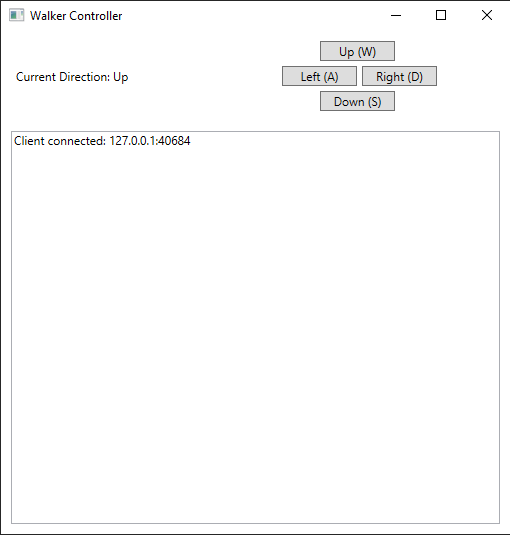 Walker Controller
Up (W)
Current Direction: Up
Left (A)
Right (D)
Down (S)
Client connected: 127.0.0.1:40684